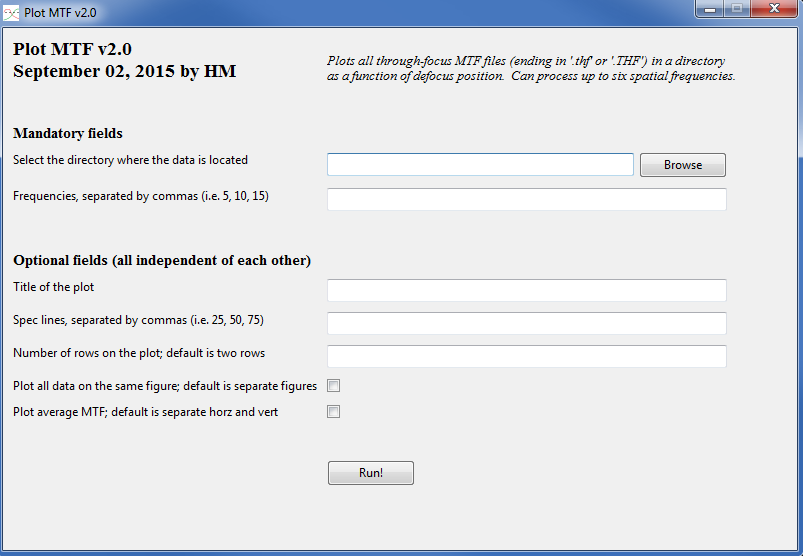 Plot MTF v2.0
Plot MTF v2.0
September 02, 2015 by HM
Plots all through-focus MTF files (ending in '.thf' or '.THF') in a directory
as a function of defocus position.  Can process up to six spatial frequencies.
Mandatory fields
Select the directory where the data is located
Browse
Frequencies, separated by commas (i.e. 5, 10, 15)
Optional fields (all independent of each other)
Title of the plot
Spec lines, separated by commas (i.e. 25, 50, 75)
Number of rows on the plot; default is two rows
Plot all data on the same figure; default is separate figures
Plot average MTF; default is separate horz and vert
Run!